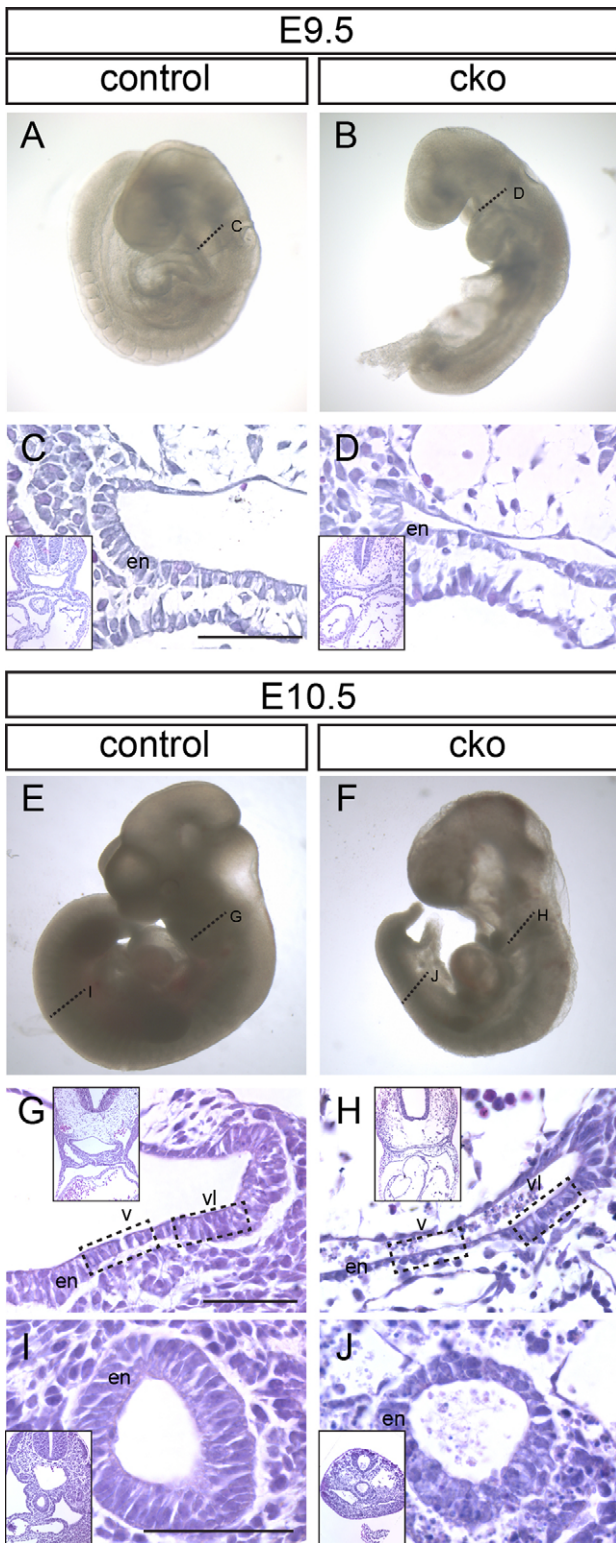 E9.5
control
cko
A
B
C
D
C
D
en
en
E10.5
control
cko
E
F
G
H
I
J
G
H
v
vl
v
vl
en
en
I
J
en
en